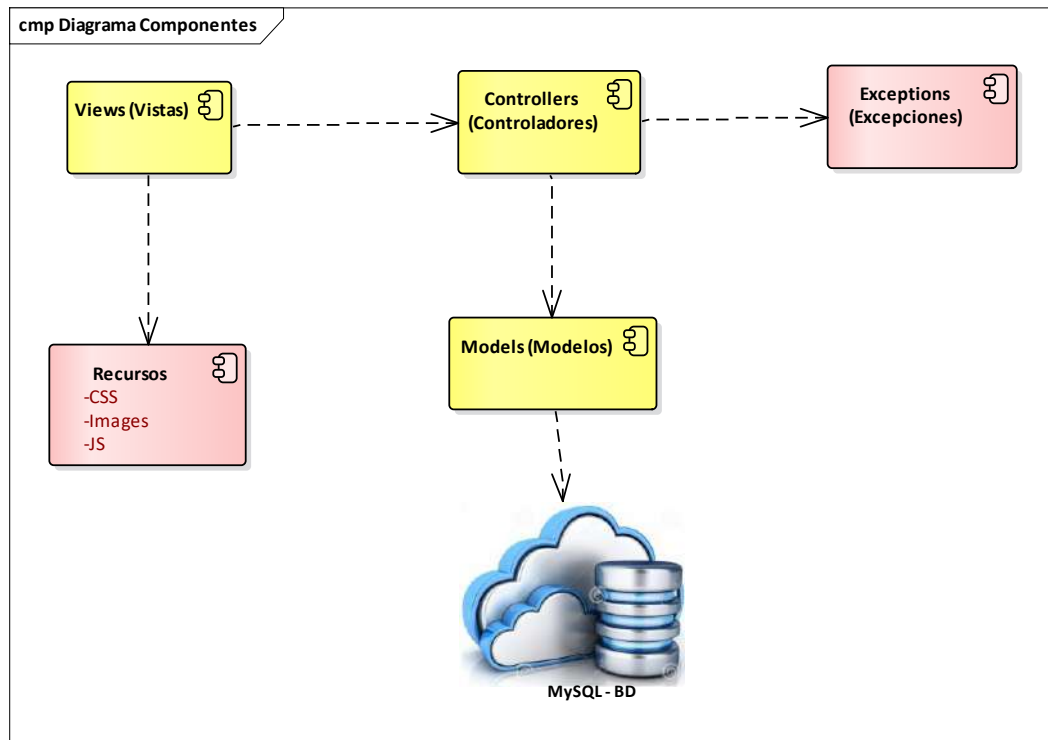 cmp Diagrama Componentes
Views (Vistas)
Controllers
(Controladores)
Exceptions
(Excepciones)
Models (Modelos)
Recursos
-CSS
-Images
-JS
MySQL - BD